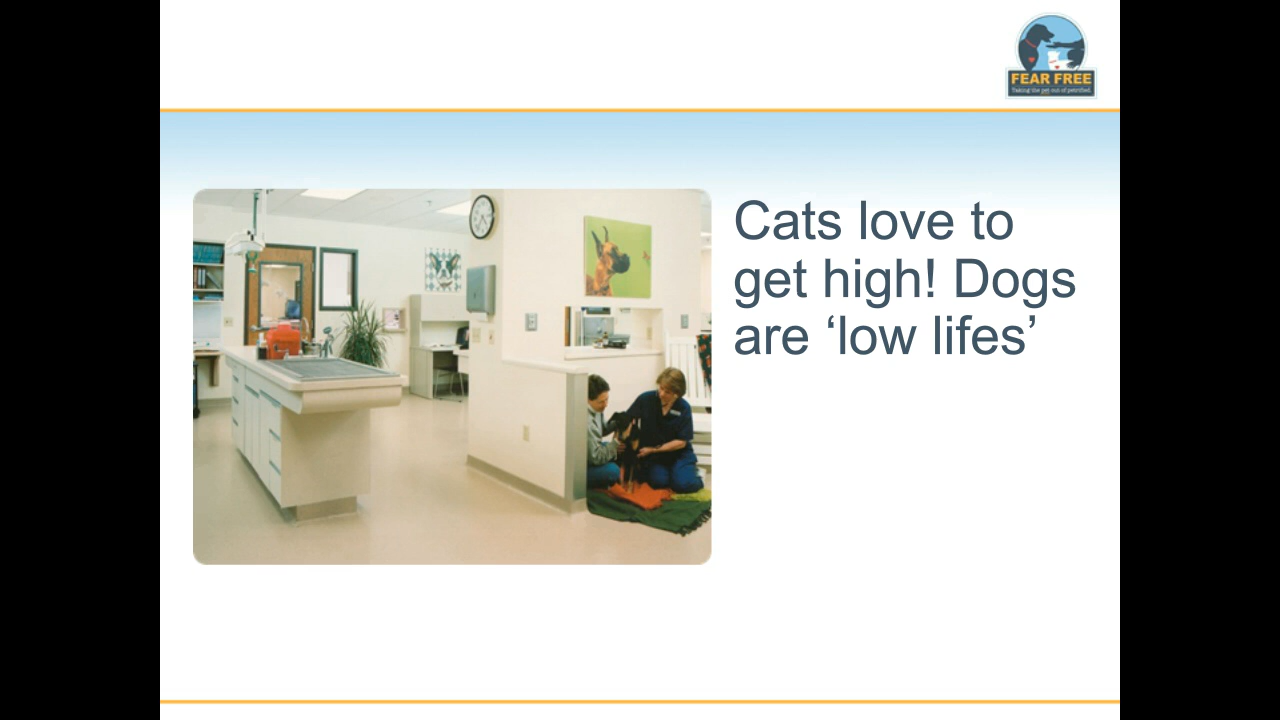 FEAR FREE
Taking the pet out of petrified.
Cats love to
get high! Dogs
are ‘low lifes’